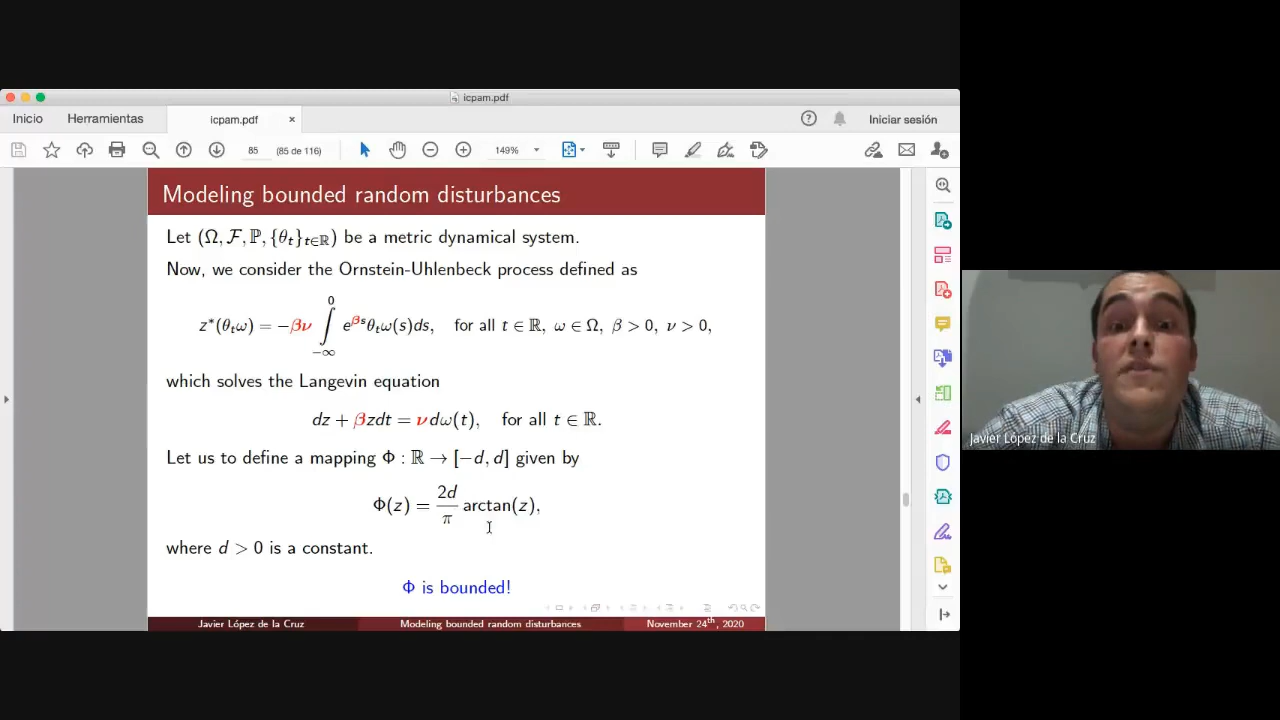 icpam.pdf
Inicio Herramientas icpam.pdf × Iniciar sesión
85 (85 de 116) 149%
Modeling bounded random disturbances
Let (Ω, ℱ, ℙ, {θ_t}_{t∈ℝ}) be a metric dynamical system.
Now, we consider the Ornstein-Uhlenbeck process defined as
z*(θ_tω) = −βν ∫_{−∞}^{0} e^{βs}θ_tω(s)ds, for all t ∈ ℝ, ω ∈ Ω, β > 0, ν > 0,
which solves the Langevin equation
dz + βzdt = νdω(t), for all t ∈ ℝ.
Let us to define a mapping Φ : ℝ → [−d, d] given by
Φ(z) = 2d/π arctan(z),
where d > 0 is a constant.
Φ is bounded!
Javier López de la Cruz Modeling bounded random disturbances November 24th, 2020
Javier López de la Cruz